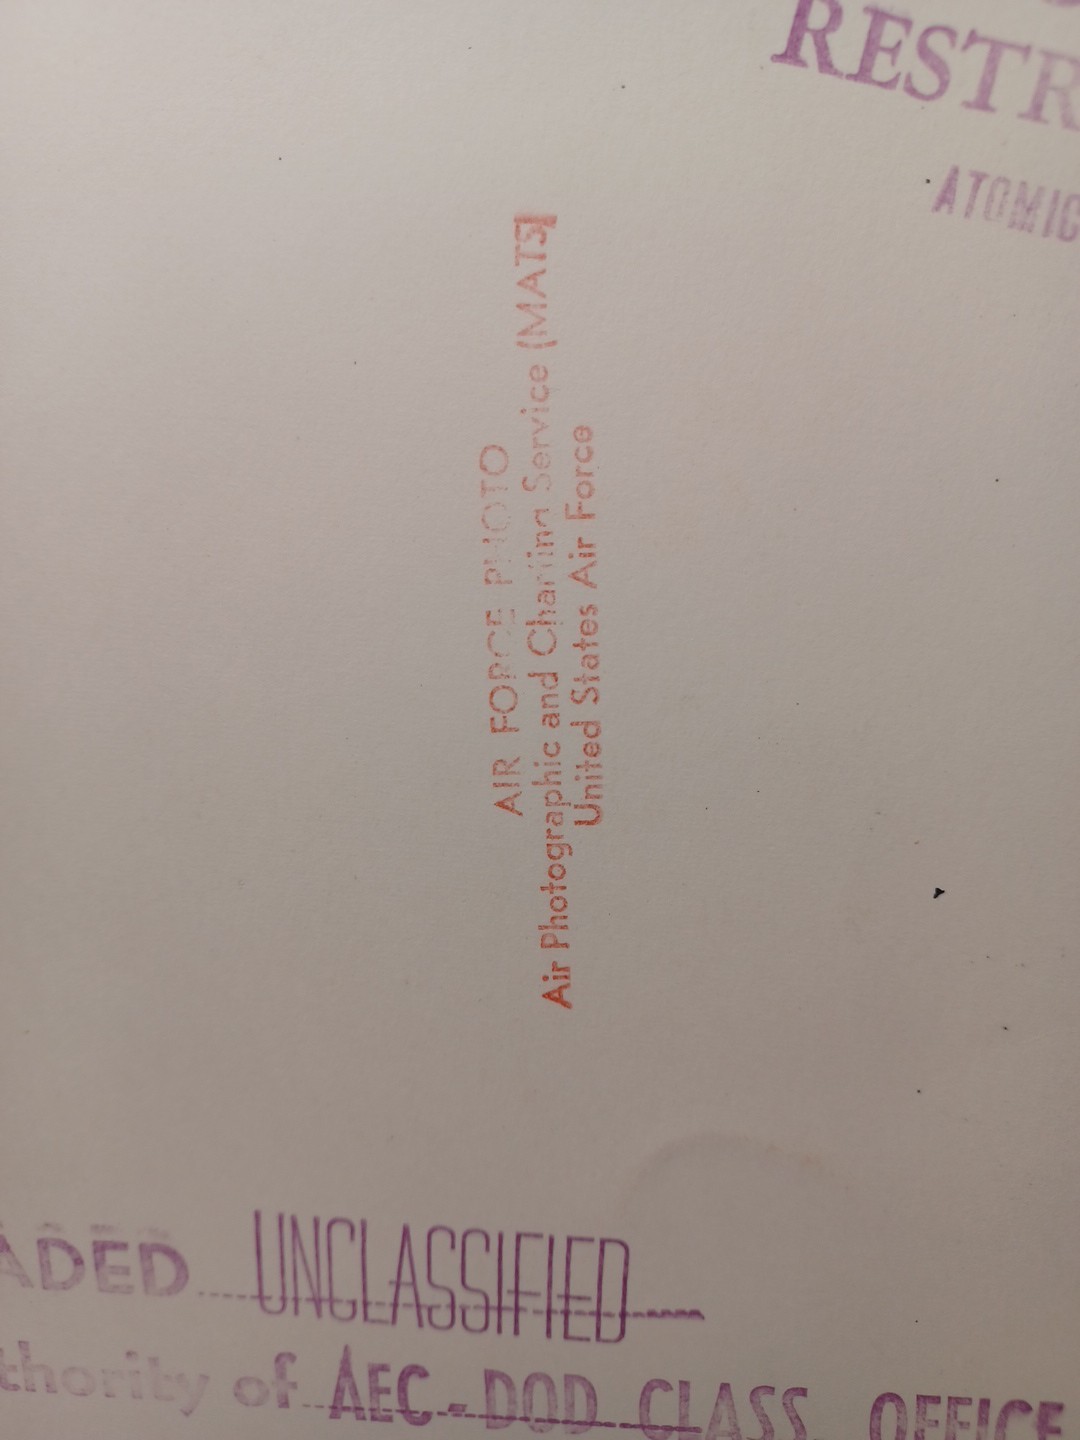 RESTR
ATOMIC
AIR FORCE PHOTO
Air Photographic and Charting Service (MATS)
United States Air Force
ADED UNCLASSIFIED
thority of AEC-DOD CLASS. OFFICE